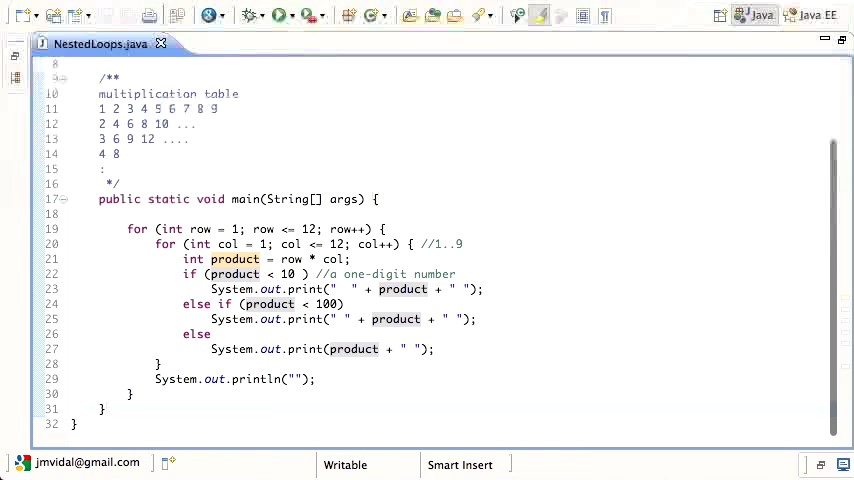 Java
Java EE
NestedLoops.java
8
9 /**
10 multiplication table
11 1 2 3 4 5 6 7 8 9
12 2 4 6 8 10 ...
13 3 6 9 12 ....
14 4 8
15 :
16 */
17 public static void main(String[] args) {
18
19 for (int row = 1; row <= 12; row++) {
20 for (int col = 1; col <= 12; col++) { //1..9
21 int product = row * col;
22 if (product < 10 ) //a one-digit number
23 System.out.print("  " + product + " ");
24 else if (product < 100)
25 System.out.print(" " + product + " ");
26 else
27 System.out.print(product + " ");
28 }
29 System.out.println("");
30 }
31 }
32 }
jmvidal@gmail.com
Writable
Smart Insert